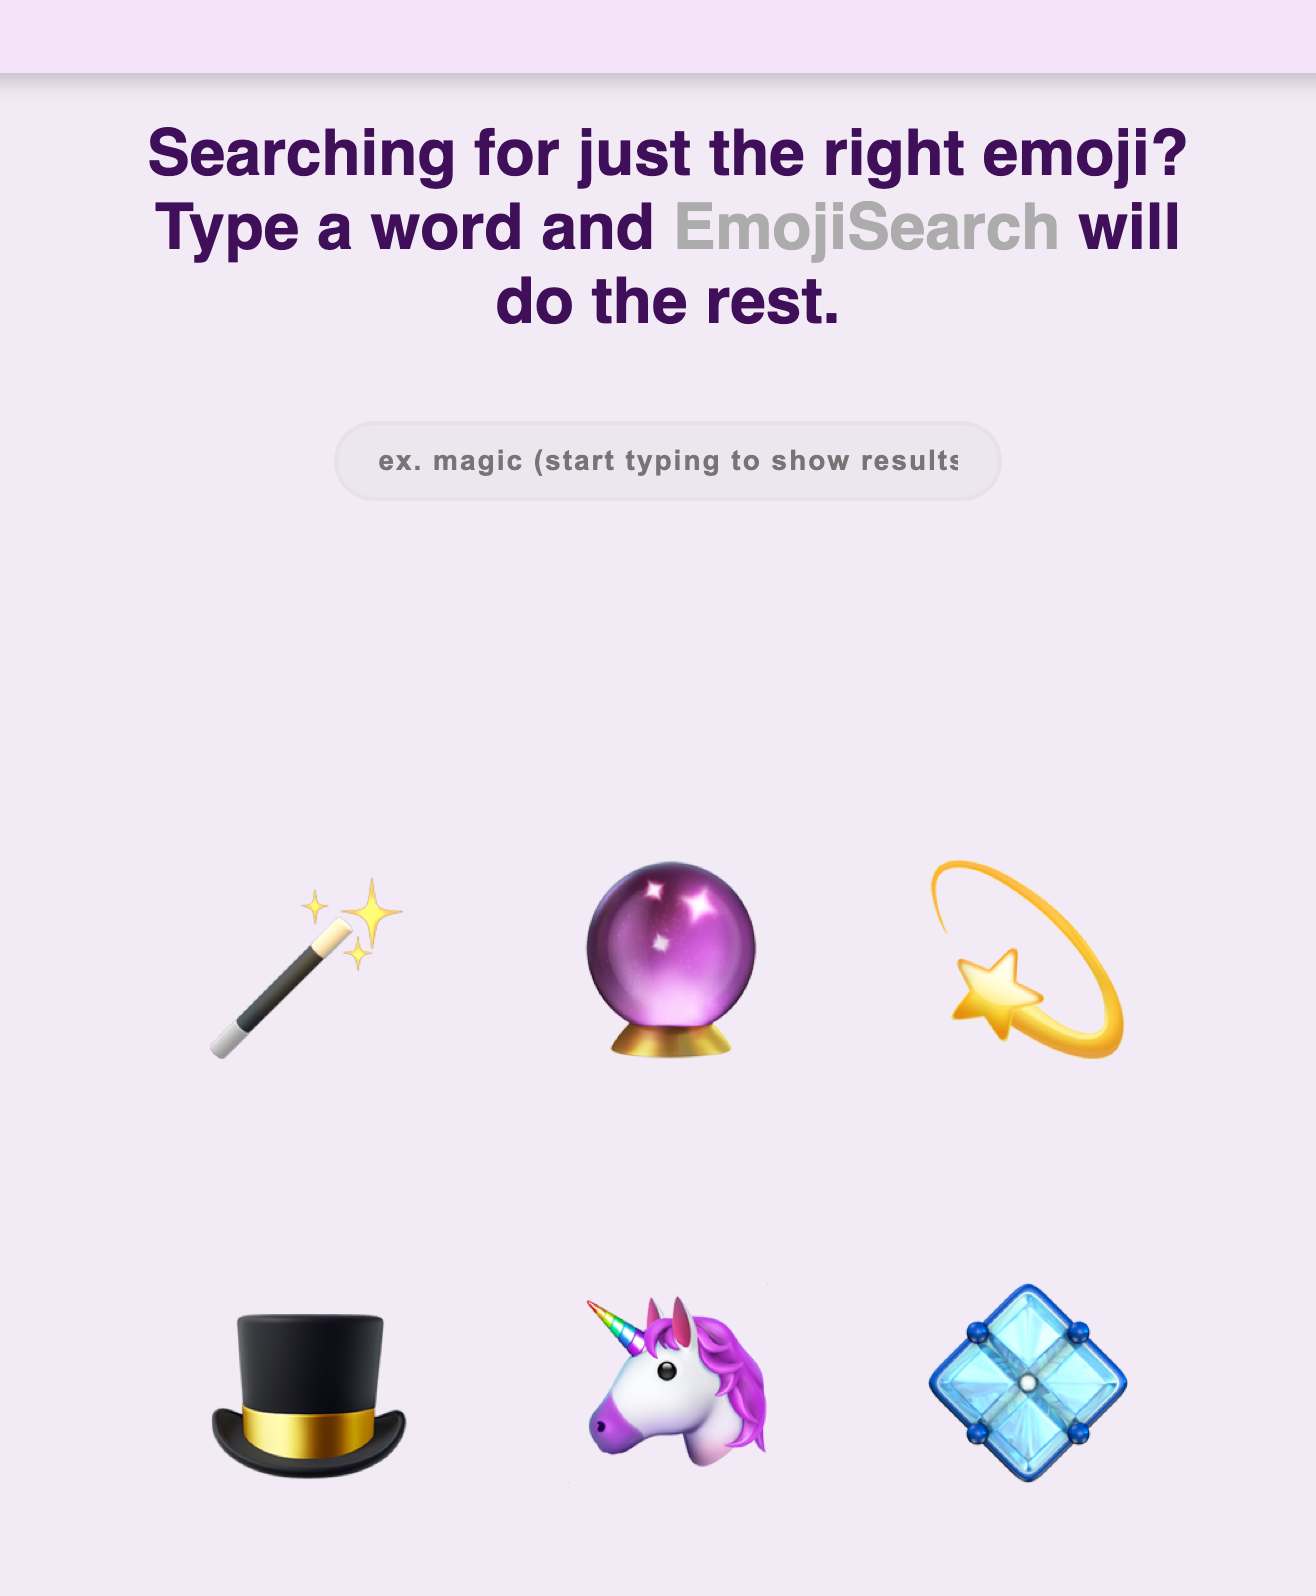 Searching for just the right emoji?
Type a word and EmojiSearch will
do the rest.
ex. magic (start typing to show results